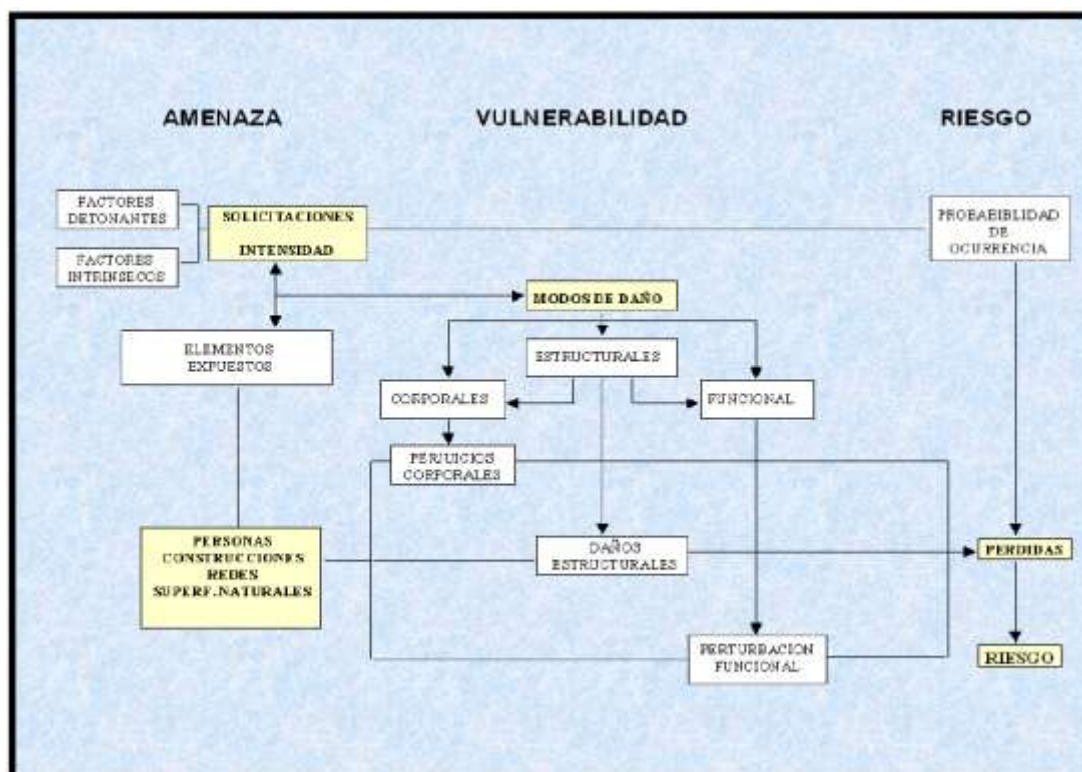 AMENAZA
VULNERABILIDAD
RIESGO
FACTORES
DETONANTES
FACTORES
INTRINSECOS
SOLICITACIONES
INTENSIDAD
PROBABIBLIDAD
DE
OCURRENCIA
MODOS DE DAÑO
ELEMENTOS
EXPUESTOS
ESTRUCTURALES
CORPORALES
FUNCIONAL
PERJUICIOS
CORPORALES
PERSONAS
CONSTRUCCIONES
REDES
SUPERF.NATURALES
DAÑOS
ESTRUCTURALES
PERDIDAS
PERTURBACION
FUNCIONAL
RIESGO